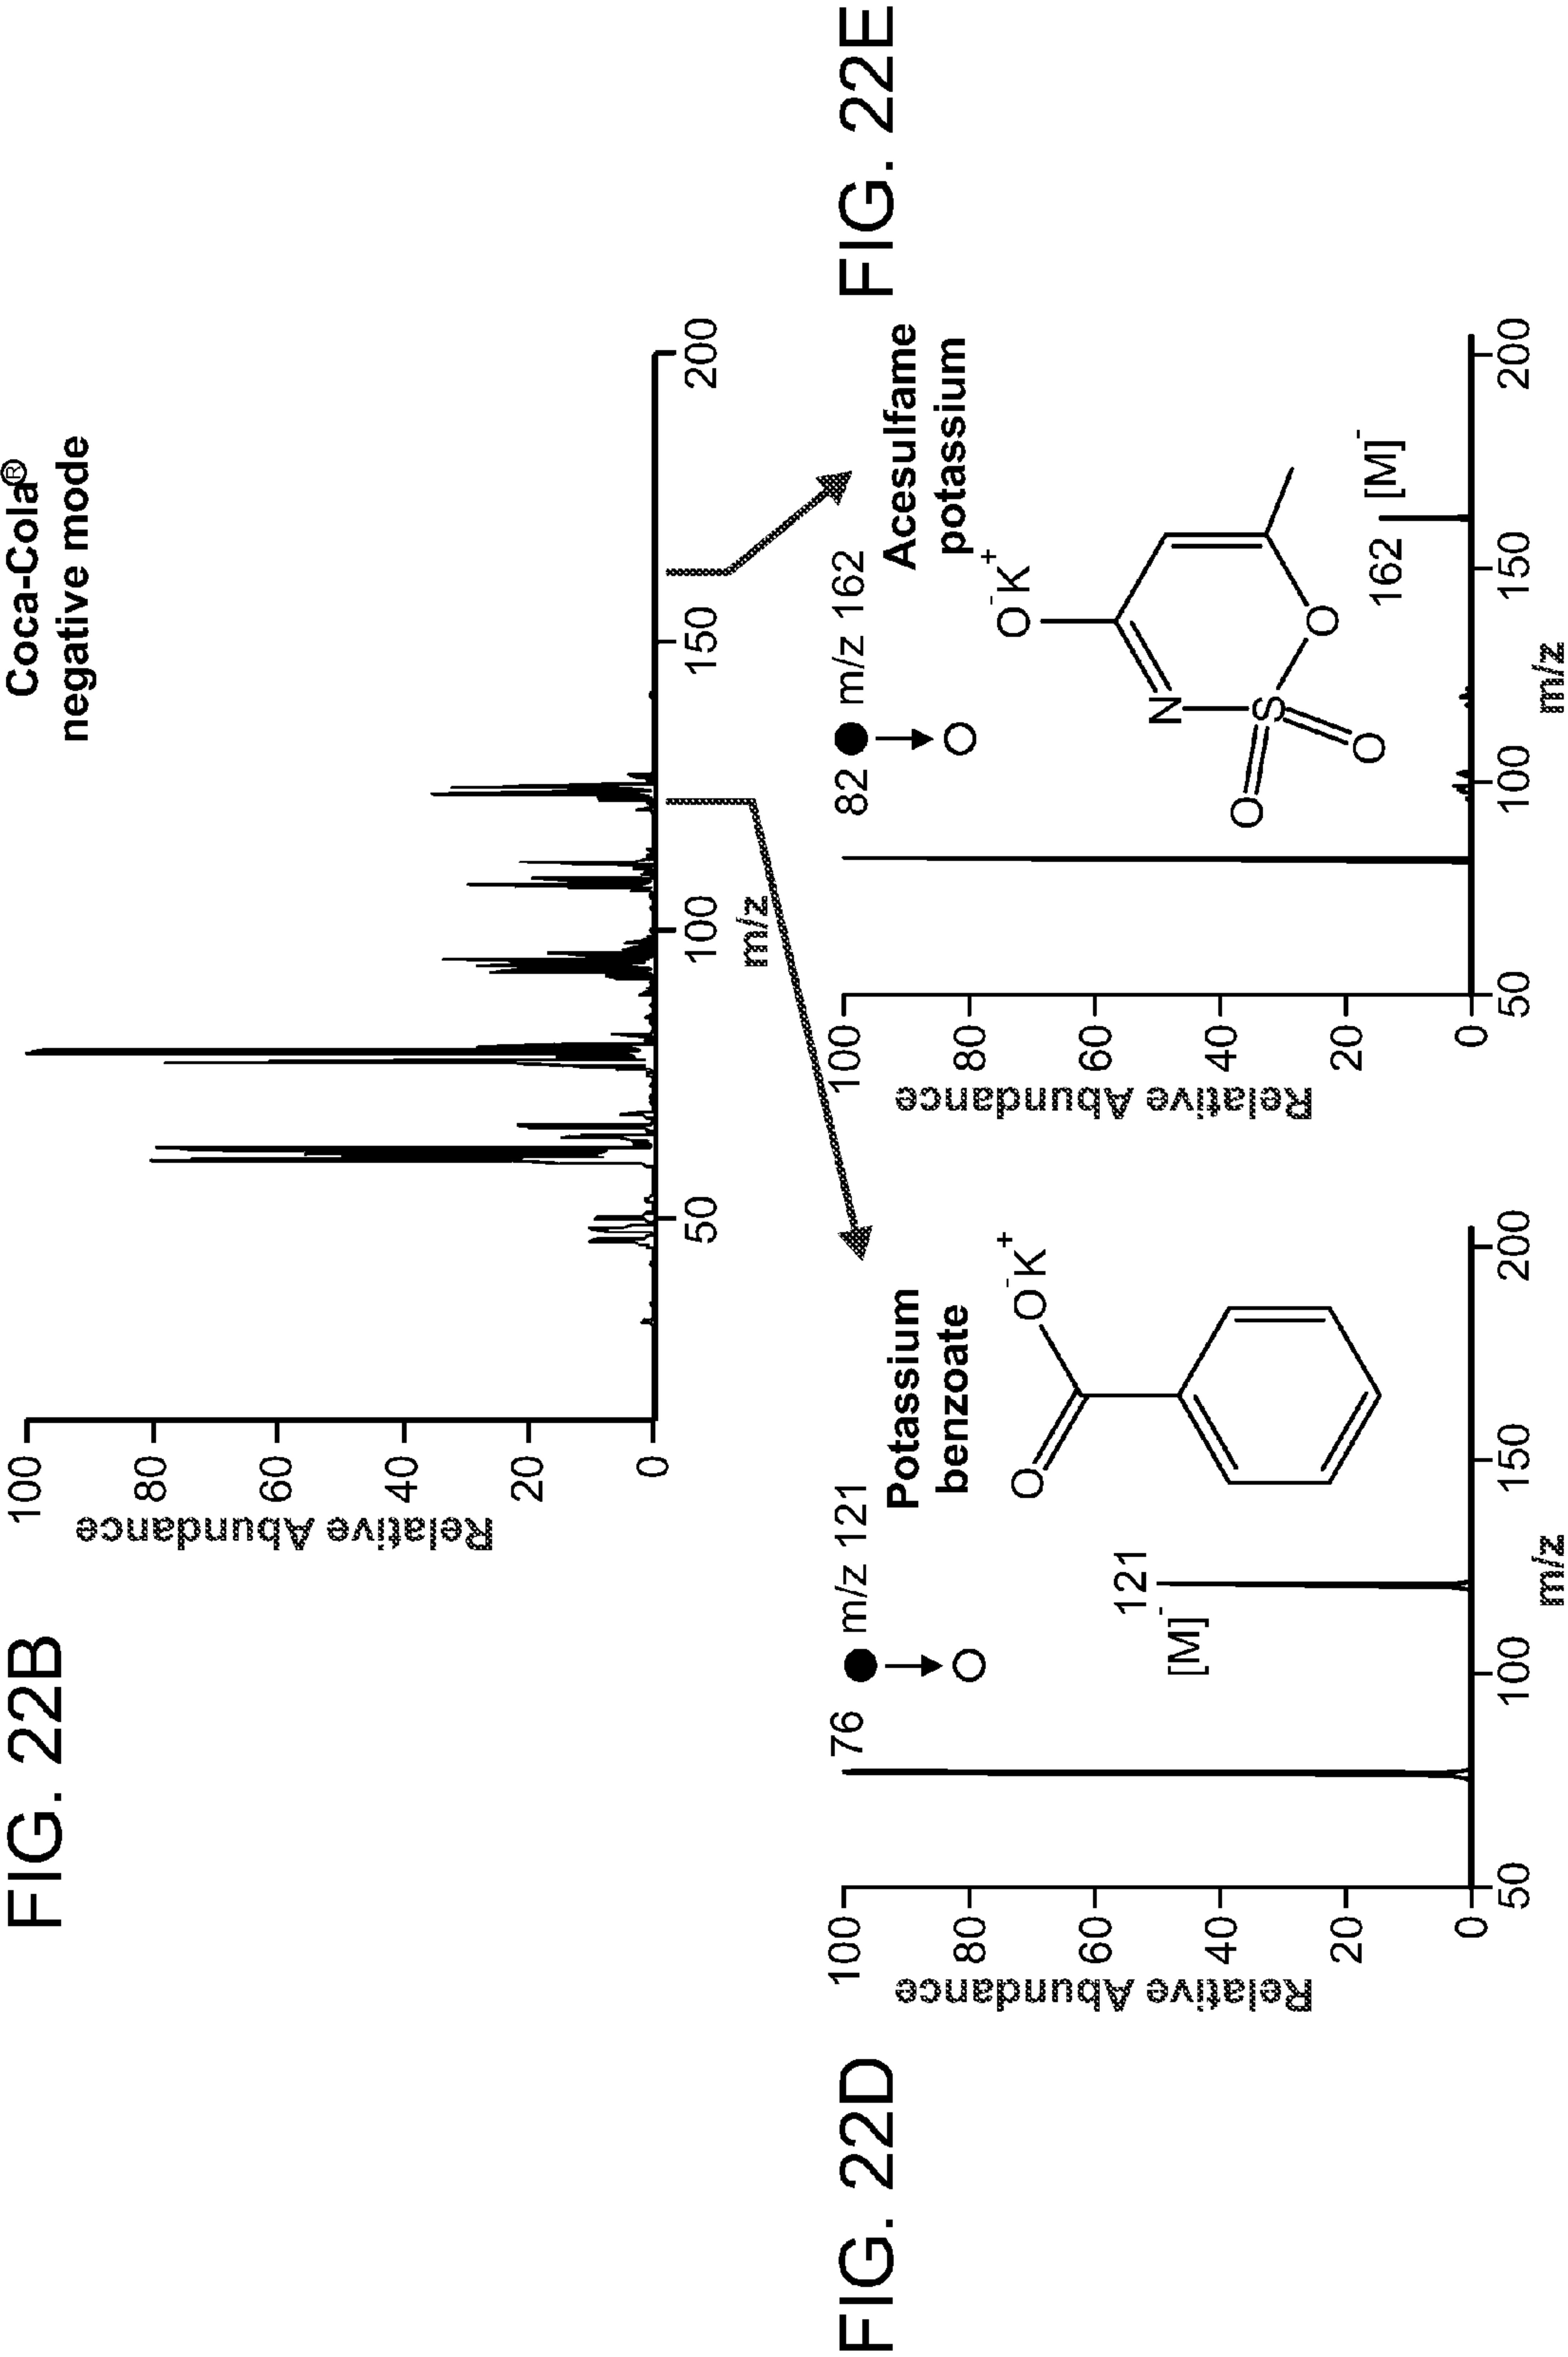 FIG. 22B
Coca-Cola®
negative mode
Relative Abundance
100
80
60
40
20
0
50
100
150
200
m/z
FIG. 22D
76
m/z 121
Potassium
benzoate
O
O⁻K⁺
121
[M]⁻
Relative Abundance
100
80
60
40
20
0
50
100
150
200
m/z
FIG. 22E
82
m/z 162
Acesulfame
potassium
O⁻K⁺
N
S
O
O
O
162
[M]⁻
Relative Abundance
100
80
60
40
20
0
50
100
150
200
m/z